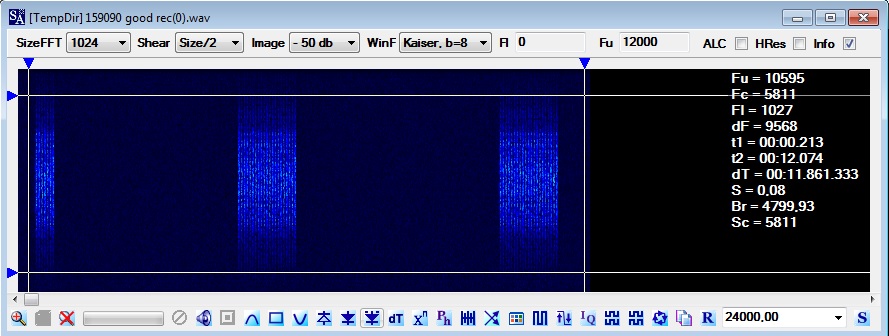 SA [TempDir] 159090 good rec(0).wav
SizeFFT 1024 Shear Size/2 Image - 50 db WinF Kaiser, b=8 Fl 0 Fu 12000 ALC HRes Info
Fu = 10595
Fc = 5811
Fl = 1027
dF = 9568
t1 = 00:00.213
t2 = 00:12.074
dT = 00:11.861.333
S = 0,08
Br = 4799,93
Sc = 5811
dT Xn Ph IQ R 24000,00 S